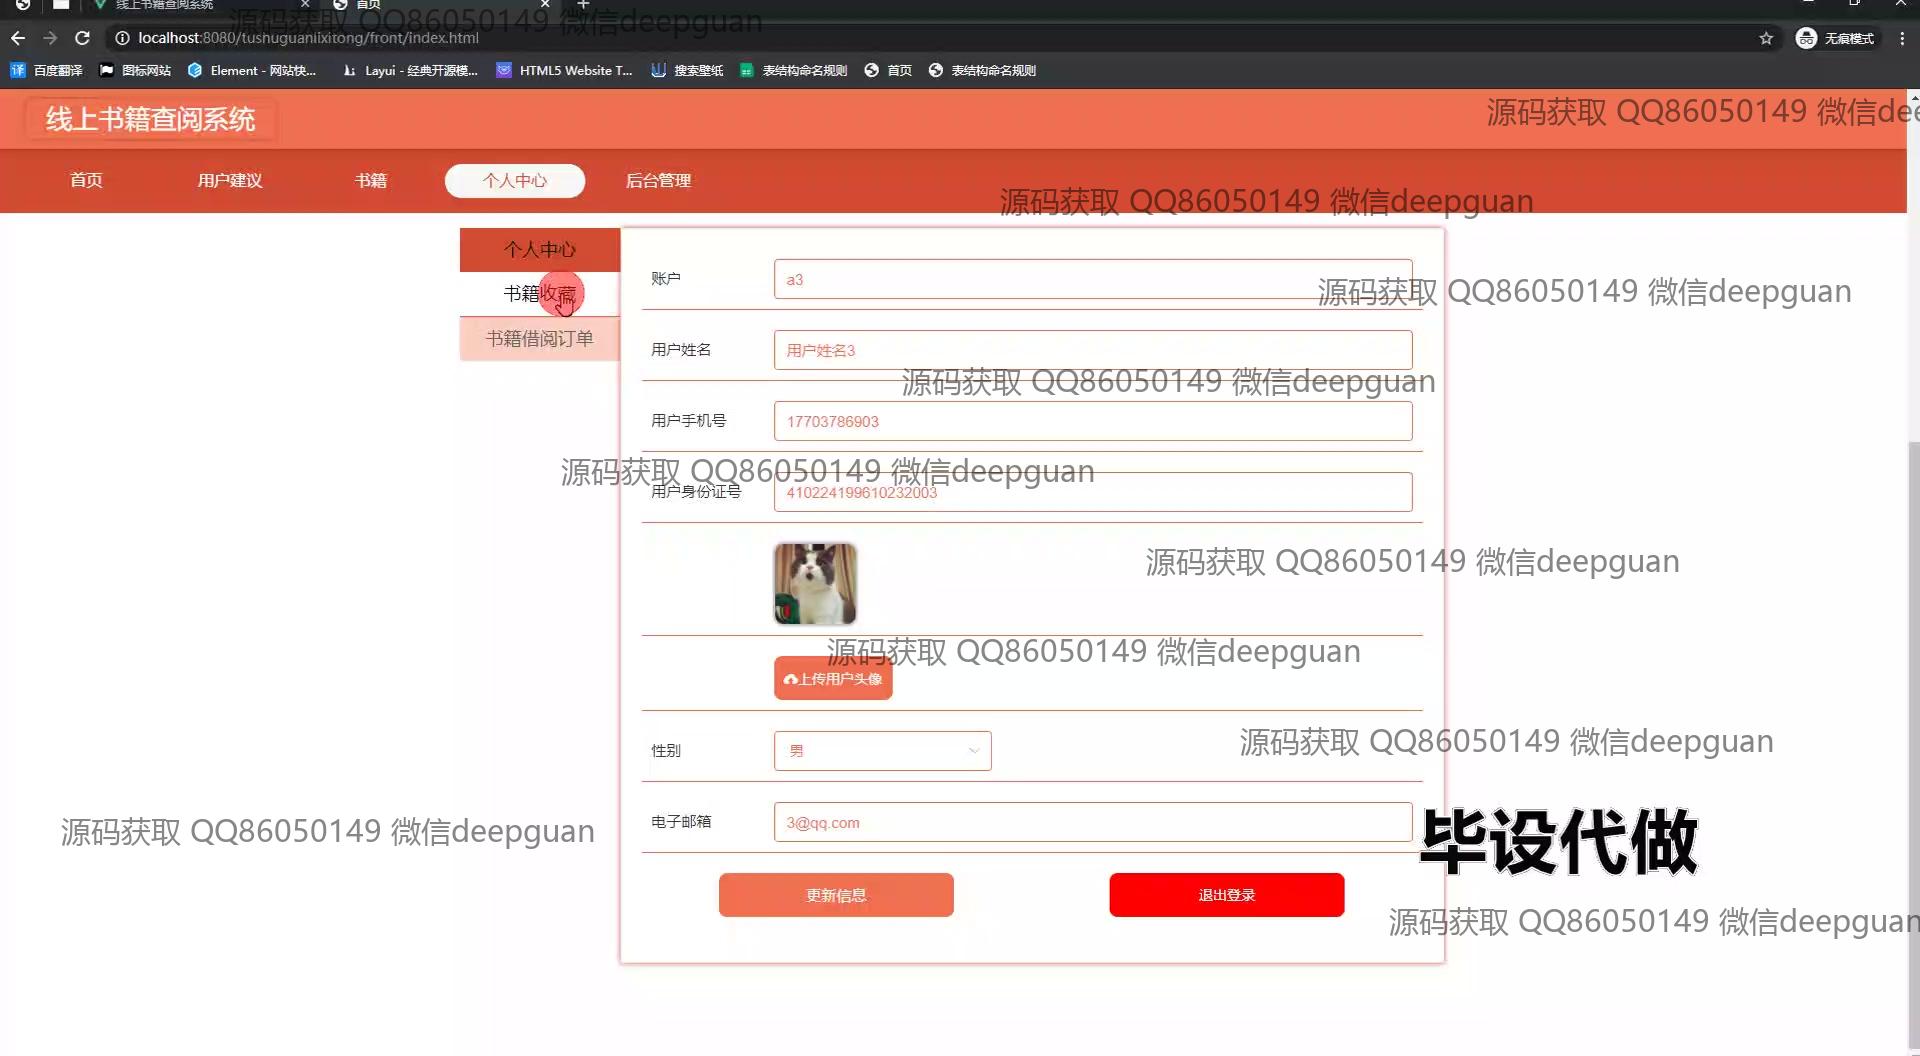 线上书籍查阅系统
首页
源码获取 QQ86050149 微信deepguan
localhost:8080/tushuguanlixitong/front/index.html
无痕模式
百度翻译
图标网站
Element - 网站快...
Layui - 经典开源模...
HTML5 Website T...
搜索壁纸
表结构命名规则
首页
表结构命名规则
线上书籍查阅系统
源码获取 QQ86050149 微信dee
首页
用户建议
书籍
个人中心
后台管理
源码获取 QQ86050149 微信deepguan
个人中心
书籍收藏
书籍借阅订单
账户
a3
源码获取 QQ86050149 微信deepguan
用户姓名
用户姓名3
源码获取 QQ86050149 微信deepguan
用户手机号
17703786903
源码获取 QQ86050149 微信deepguan
用户身份证号
410224199610232003
源码获取 QQ86050149 微信deepguan
源码获取 QQ86050149 微信deepguan
上传用户头像
性别
男
源码获取 QQ86050149 微信deepguan
电子邮箱
3@qq.com
源码获取 QQ86050149 微信deepguan
毕设代做
更新信息
退出登录
源码获取 QQ86050149 微信deepguan